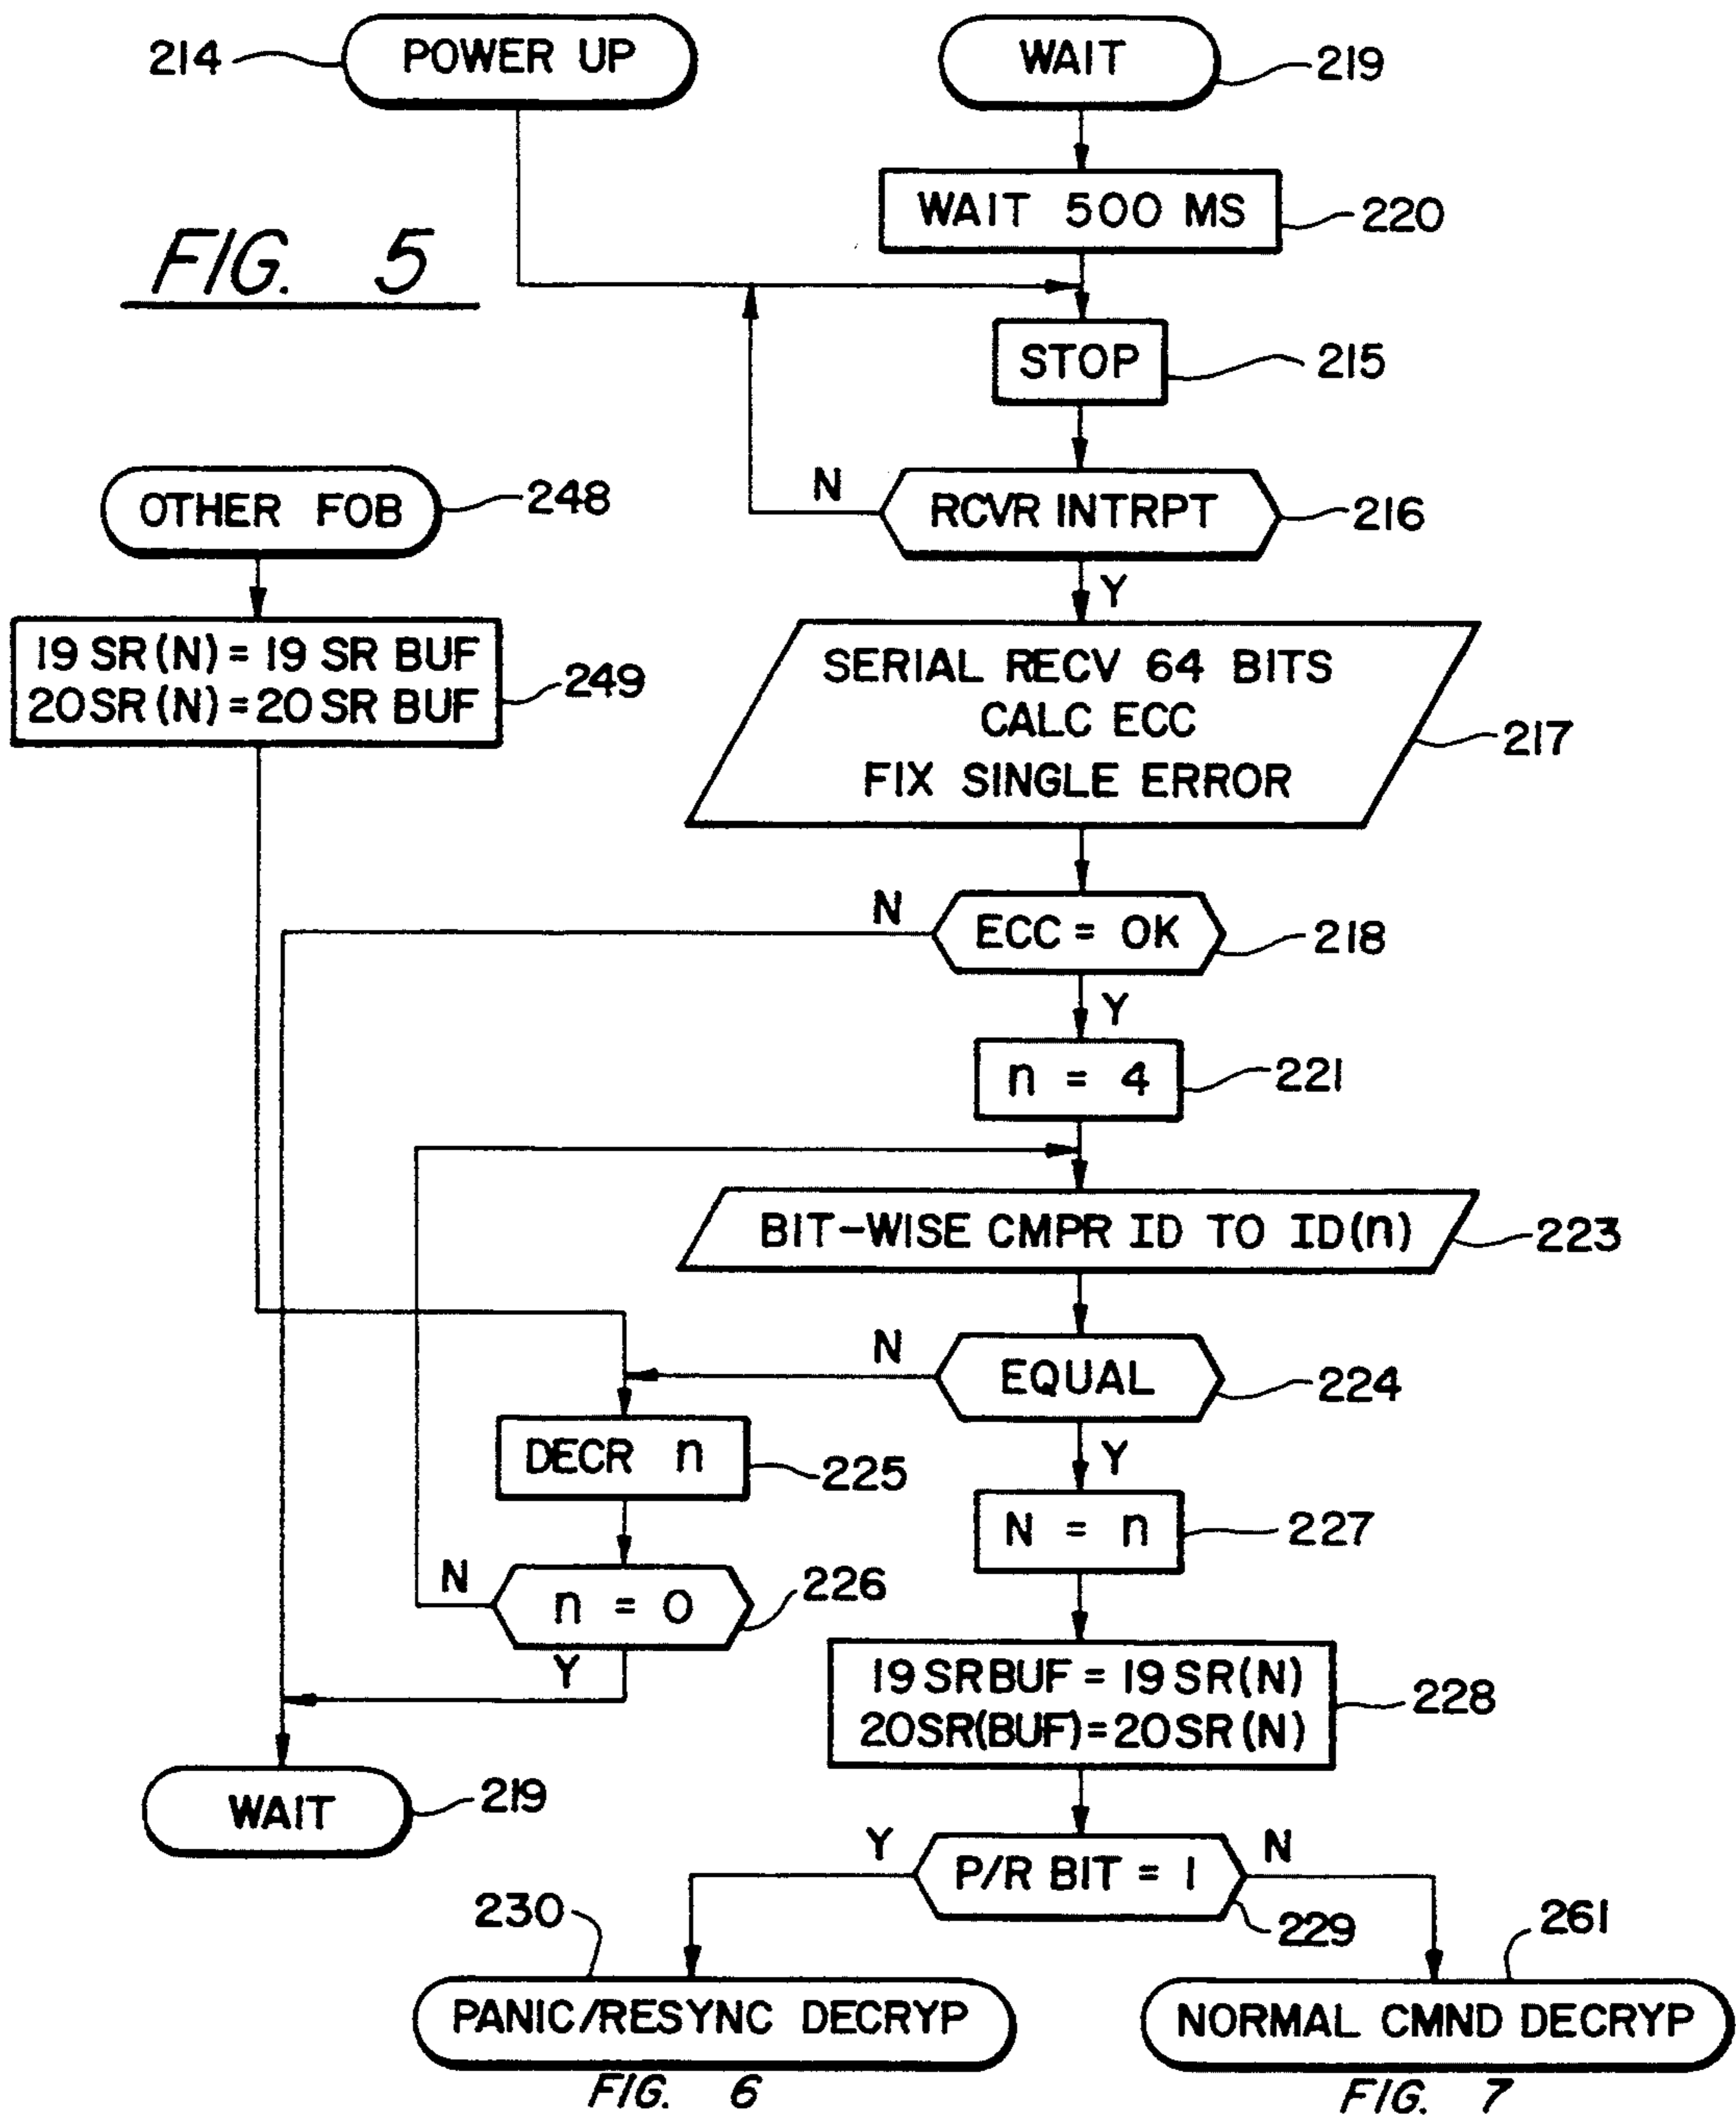 214 POWER UP
WAIT 219
WAIT 500 MS 220
FIG. 5
STOP 215
N RCVR INTRPT 216
Y
OTHER FOB 248
19 SR(N) = 19 SR BUF
20SR(N)=20 SR BUF 249
SERIAL RECV 64 BITS
CALC ECC
FIX SINGLE ERROR 217
N ECC = OK 218
Y
n = 4 221
BIT-WISE CMPR ID TO ID(n) 223
N EQUAL 224
Y
DECR n 225
N = n 227
N n = 0 226
Y
19 SRBUF = 19 SR(N)
20SR(BUF)=20SR(N) 228
WAIT 219
Y P/R BIT = 1 N
229
230
261
PANIC/RESYNC DECRYP
NORMAL CMND DECRYP
FIG. 6
FIG. 7